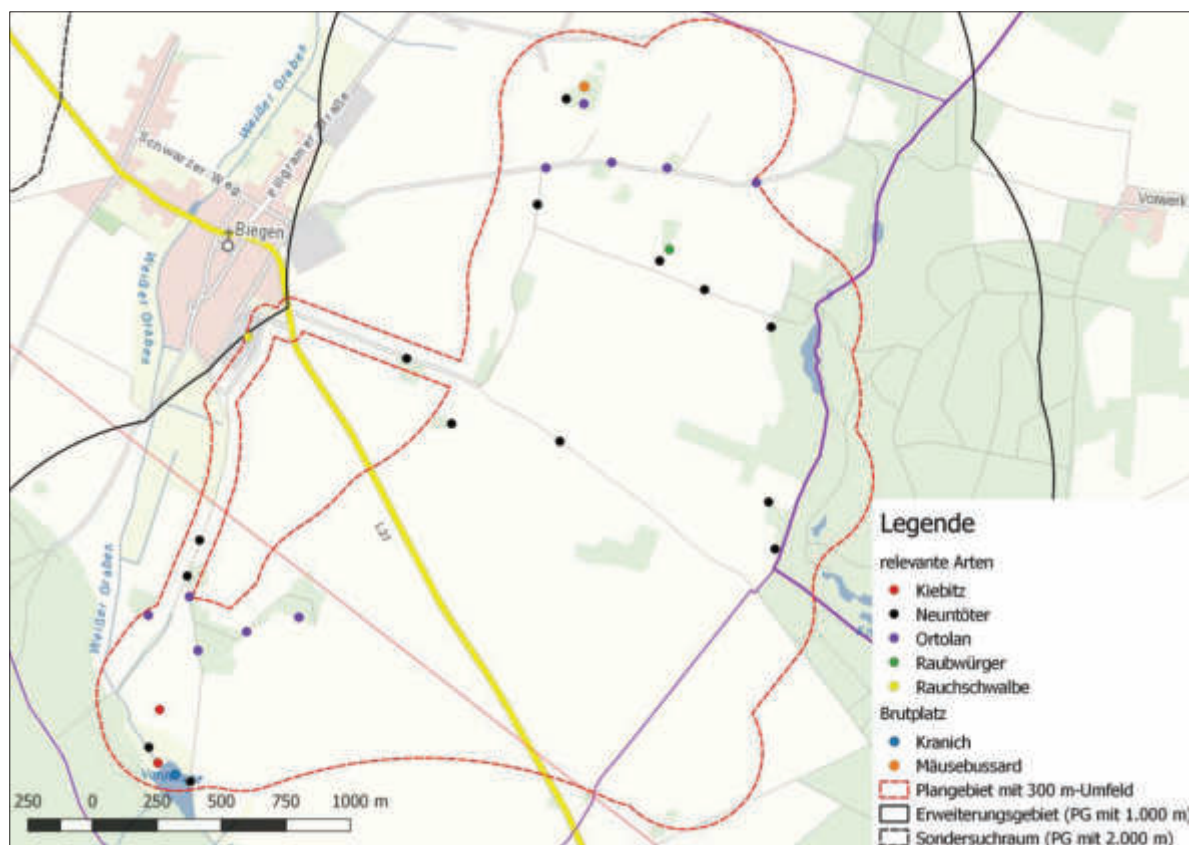 Weißer Graben
Schwarzer Weg
Biegen
Weißer Graben
Vorwerk
L37
Weißer Graben
250 0 250 500 750 1000 m
Legende
relevante Arten
Kiebitz
Neuntöter
Ortolan
Raubwürger
Rauchschwalbe
Brutplatz
Kranich
Mäusebussard
Plangebiet mit 300 m-Umfeld
Erweiterungsgebiet (PG mit 1.000 m)
Sondersuchraum (PG mit 2.000 m)